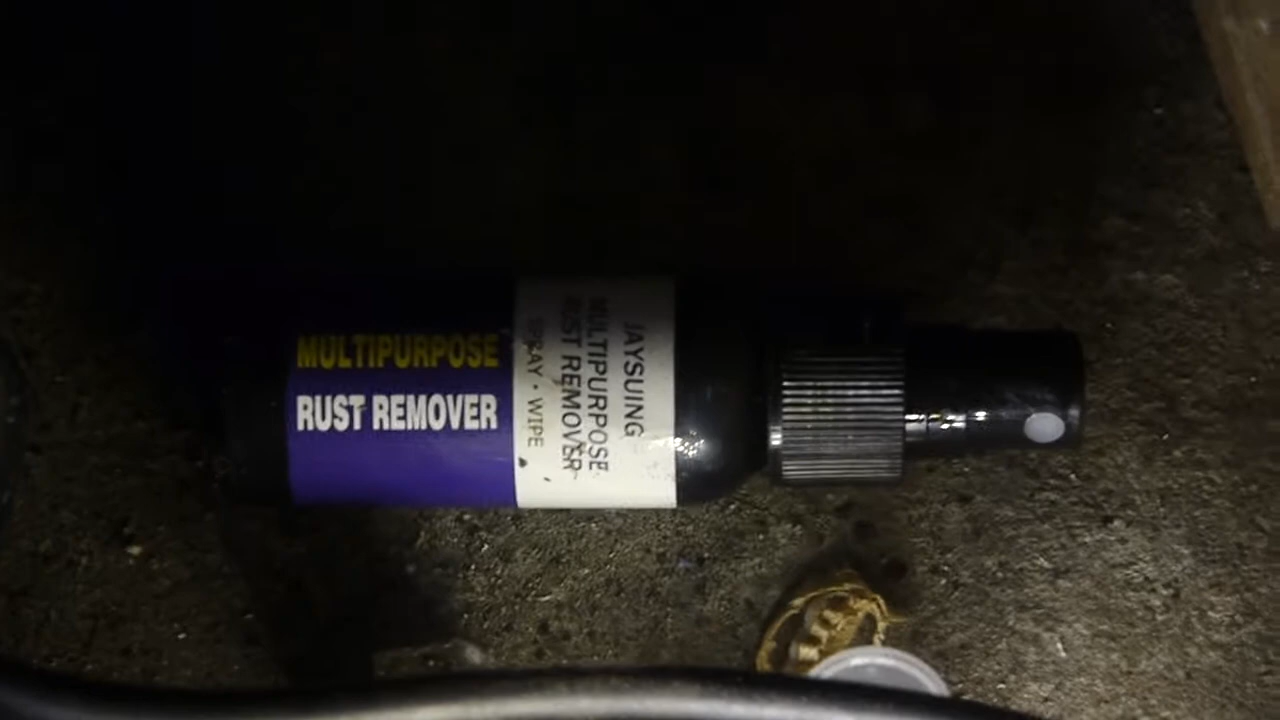 MULTIPURPOSE
RUST REMOVER
JAYSUING
MULTIPURPOSE
RUST REMOVER
SPRAY · WIPE